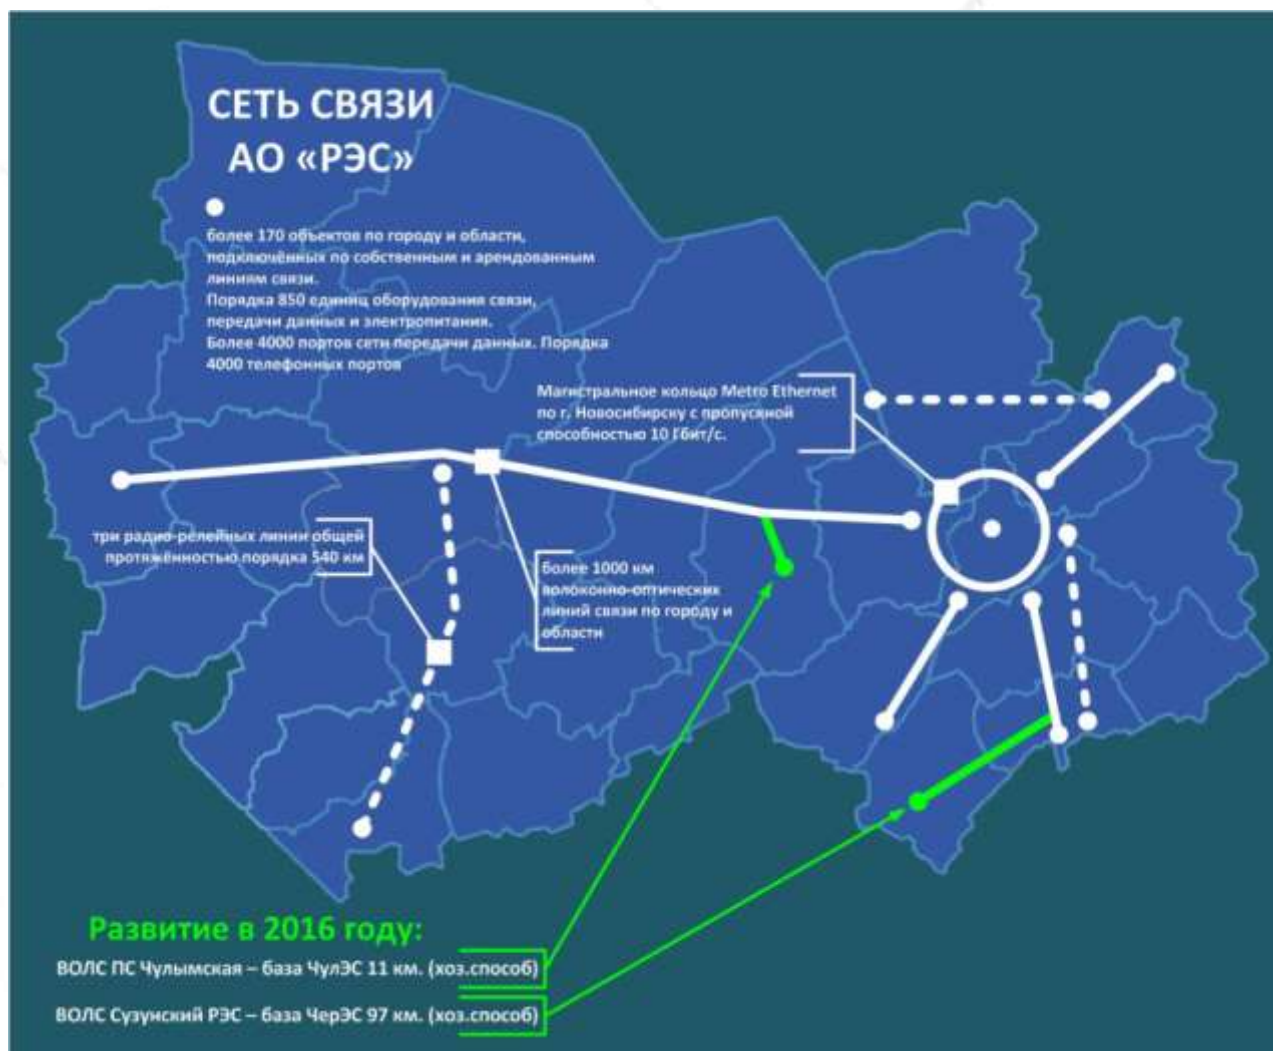 СЕТЬ СВЯЗИ
АО «РЭС»
более 170 объектов по городу и области,
подключённых по собственным и арендованным
линиям связи.
Порядка 850 единиц оборудования связи,
передачи данных и электропитания.
Более 4000 портов сети передачи данных. Порядка
4000 телефонных портов
Магистральное кольцо Metro Ethernet
по г. Новосибирску с пропускной
способностью 10 Гбит/с.
три радио-релейных линии общей
протяжённостью порядка 540 км
более 1000 км
волоконно-оптических
линий связи по городу и
области
Развитие в 2016 году:
ВОЛС ПС Чулымская – база ЧулЭС 11 км. (хоз.способ)
ВОЛС Сузунский РЭС – база ЧерЭС 97 км. (хоз.способ)